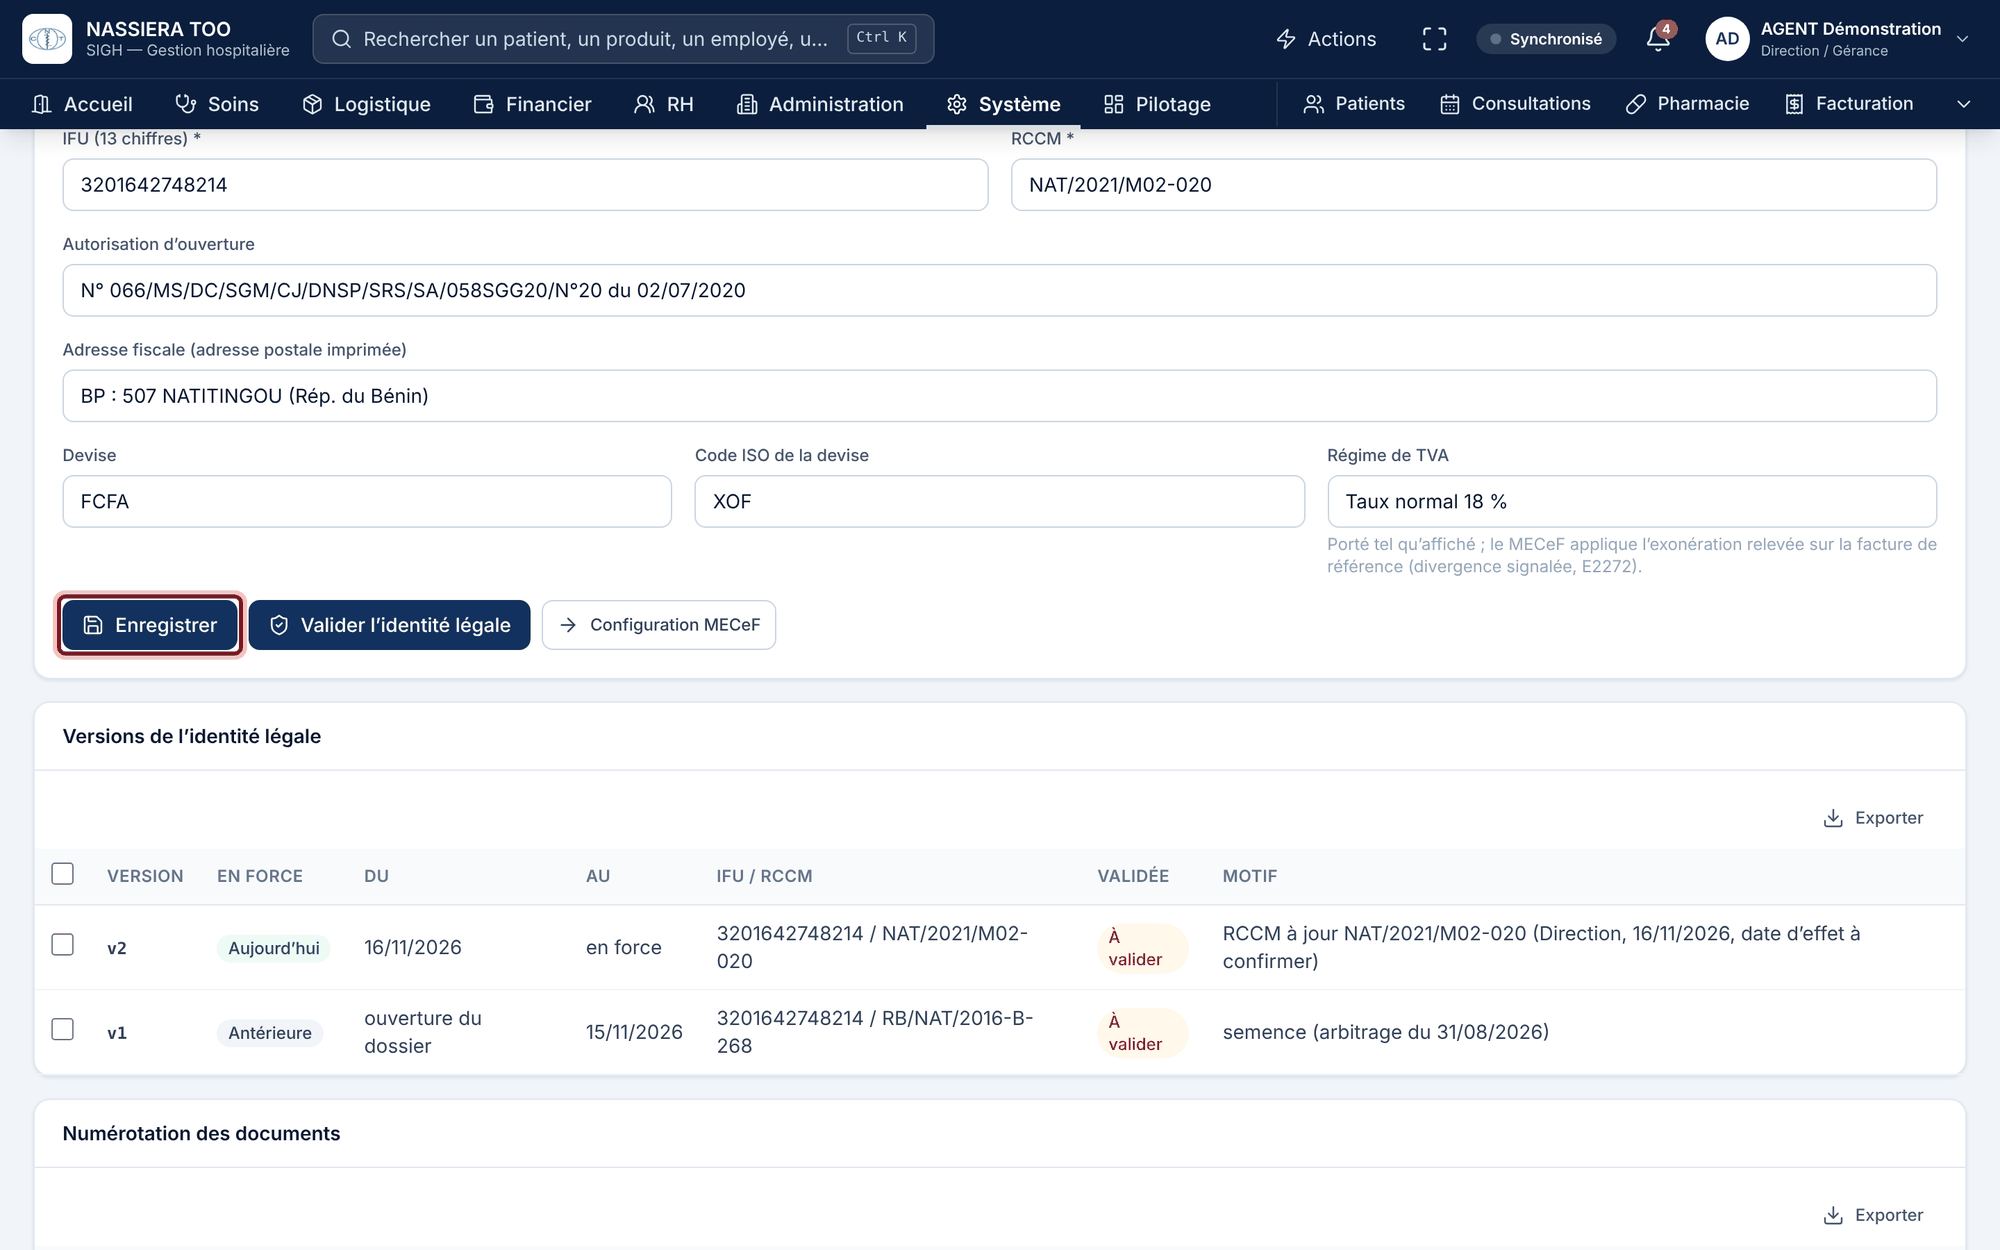 NASSIERA TOO
SIGH — Gestion hospitalière
Rechercher un patient, un produit, un employé, u...
Ctrl K
Actions
Synchronisé
4
AD
AGENT Démonstration
Direction / Gérance
Accueil
Soins
Logistique
Financier
RH
Administration
Système
Pilotage
Patients
Consultations
Pharmacie
Facturation
IFU (13 chiffres) *
RCCM *
3201642748214
NAT/2021/M02-020
Autorisation d’ouverture
N° 066/MS/DC/SGM/CJ/DNSP/SRS/SA/058SGG20/N°20 du 02/07/2020
Adresse fiscale (adresse postale imprimée)
BP : 507 NATITINGOU (Rép. du Bénin)
Devise
Code ISO de la devise
Régime de TVA
FCFA
XOF
Taux normal 18 %
Porté tel qu’affiché ; le MECeF applique l’exonération relevée sur la facture de
référence (divergence signalée, E2272).
Enregistrer
Valider l’identité légale
Configuration MECeF
Versions de l’identité légale
Exporter
VERSION
EN FORCE
DU
AU
IFU / RCCM
VALIDÉE
MOTIF
v2
Aujourd’hui
16/11/2026
en force
3201642748214 / NAT/2021/M02-
020
À
valider
RCCM à jour NAT/2021/M02-020 (Direction, 16/11/2026, date d’effet à
confirmer)
v1
Antérieure
ouverture du
dossier
15/11/2026
3201642748214 / RB/NAT/2016-B-
268
À
valider
semence (arbitrage du 31/08/2026)
Numérotation des documents
Exporter